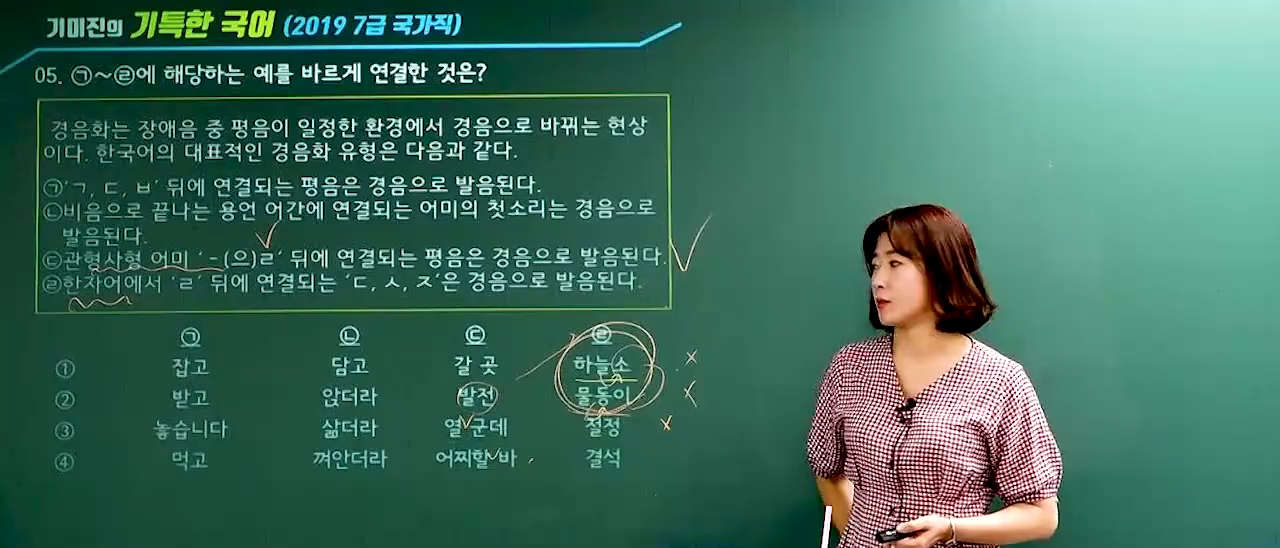 기미진의 기특한 국어 (2019 7급 국가직)
05. ㉠~㉣에 해당하는 예를 바르게 연결한 것은?
경음화는 장애음 중 평음이 일정한 환경에서 경음으로 바뀌는 현상
이다. 한국어의 대표적인 경음화 유형은 다음과 같다.
㉠'ㄱ, ㄷ, ㅂ' 뒤에 연결되는 평음은 경음으로 발음된다.
㉡비음으로 끝나는 용언 어간에 연결되는 어미의 첫소리는 경음으로
발음된다.
㉢관형사형 어미 '-(으)ㄹ' 뒤에 연결되는 평음은 경음으로 발음된다.
㉣한자어에서 'ㄹ' 뒤에 연결되는 'ㄷ, ㅅ, ㅈ'은 경음으로 발음된다.
㉠ ㉡ ㉢ ㉣
① 잡고 담고 갈 곳 하늘소
② 받고 앉더라 발전 물동이
③ 놓습니다 삶더라 열 군데 절정
④ 먹고 껴안더라 어찌할 바 결석